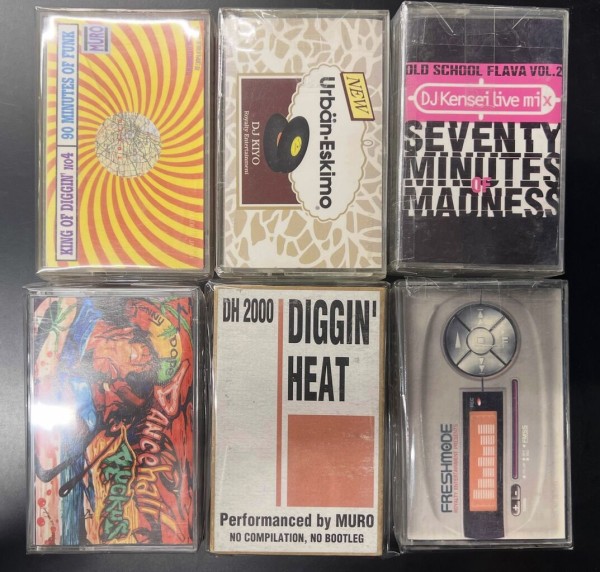 KING OF DIGGIN' NO4
90 MINUTES OF FUNK
MURO
NEW
Urbän-Eskimo
DJ KIYO
Royalty Entertainment
OLD SCHOOL FLAVA VOL.2
DJ Kensei Live mix
SEVENTY
MINUTES
OF
MADNESS
Dancehall
DH 2000
DIGGIN'
HEAT
Performanced by MURO
NO COMPILATION, NO BOOTLEG
FRESHMODE